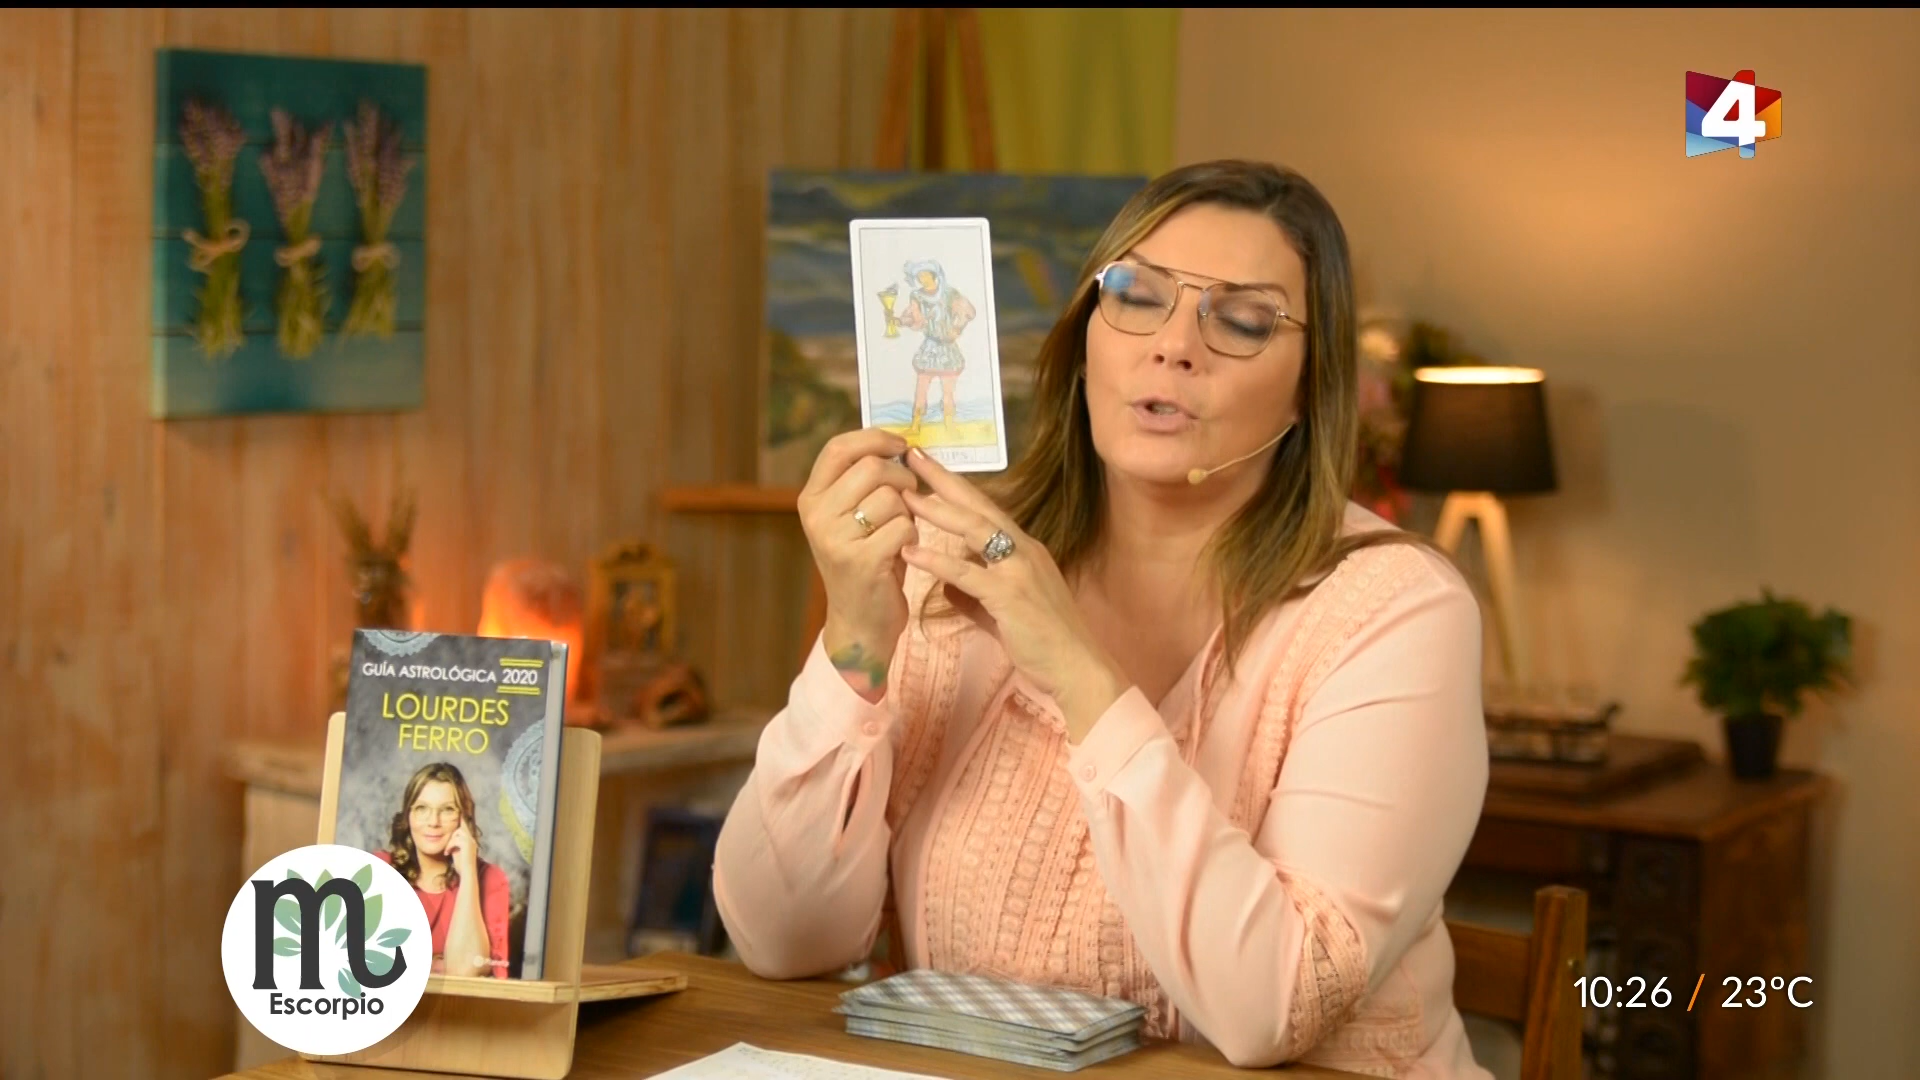 4
GUÍA ASTROLÓGICA 2020
LOURDES
FERRO
Escorpio
10:26 / 23°C